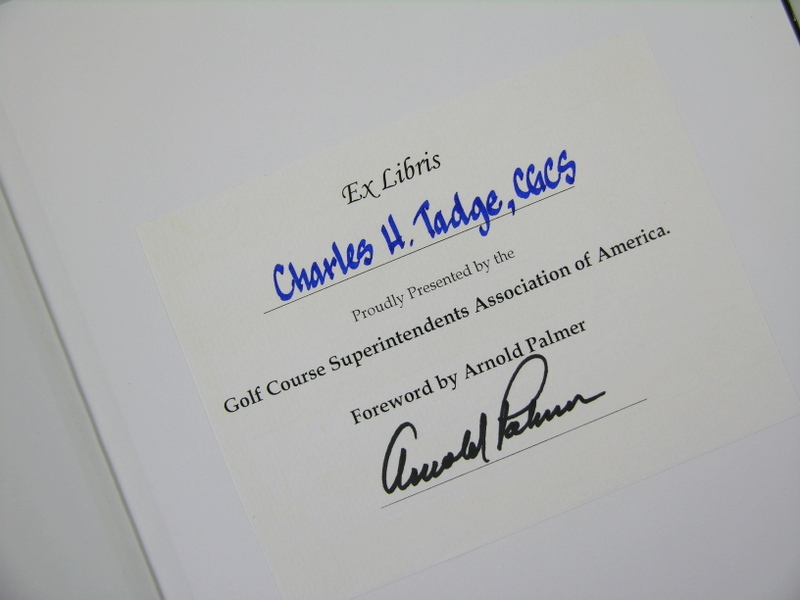 Ex Libris
Charles H. Tadge, CGCS
Proudly Presented by the
Golf Course Superintendents Association of America.
Foreword by Arnold Palmer
Arnold Palmer